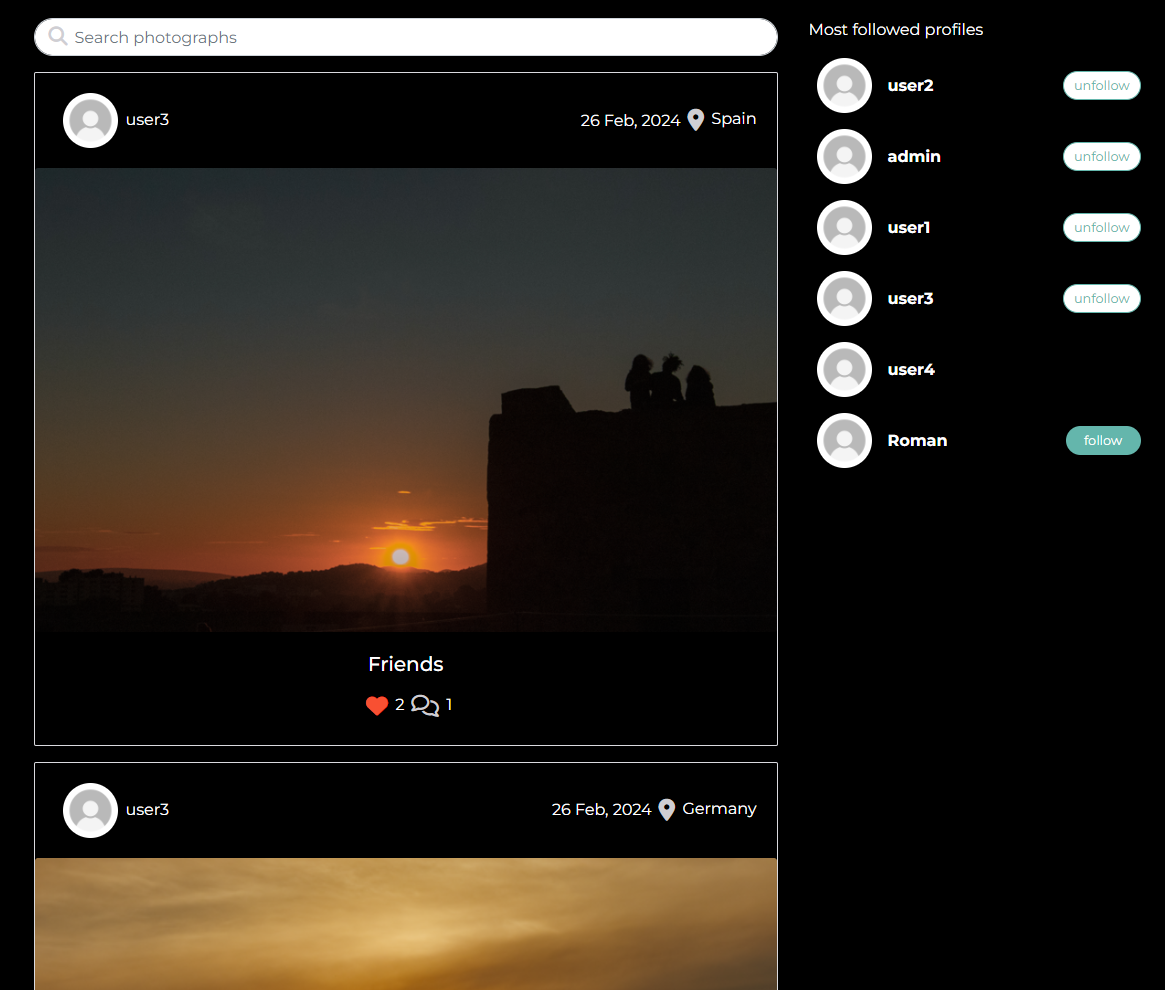 Search photographs
user3
26 Feb, 2024 Spain
Friends
2 1
user3
26 Feb, 2024 Germany
Most followed profiles
user2 unfollow
admin unfollow
user1 unfollow
user3 unfollow
user4
Roman follow